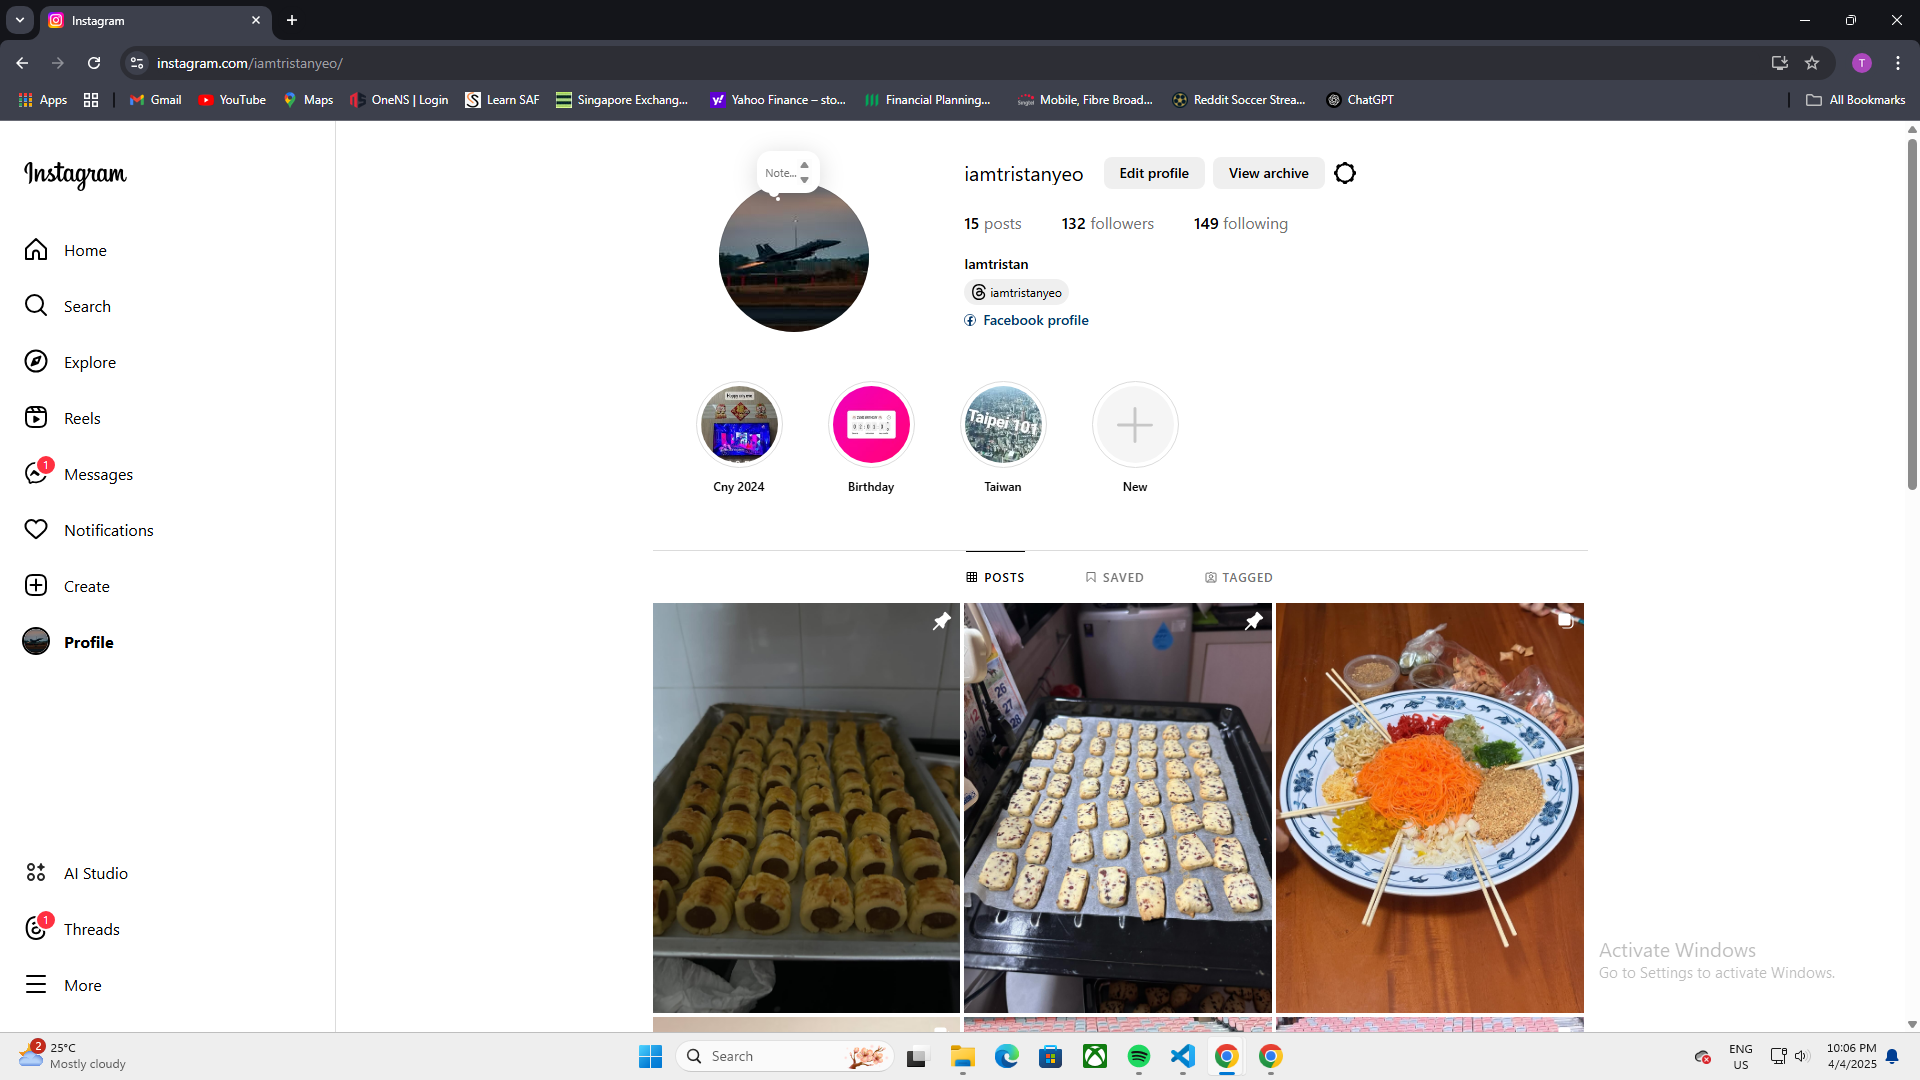 Instagram
instagram.com/iamtristanyeo/
T
Apps
Gmail
YouTube
Maps
OneNS | Login
Learn SAF
Singapore Exchang...
Yahoo Finance – sto...
Financial Planning...
Mobile, Fibre Broad...
Reddit Soccer Strea...
ChatGPT
All Bookmarks
Instagram
Home
Search
Explore
Reels
1
Messages
Notifications
Create
Profile
AI Studio
1
Threads
More
Note...
iamtristanyeo
Edit profile
View archive
15 posts
132 followers
149 following
Iamtristan
iamtristanyeo
Facebook profile
Taipei 101
Cny 2024
Birthday
Taiwan
New
POSTS
SAVED
TAGGED
Activate Windows
Go to Settings to activate Windows.
2
25°C
Mostly cloudy
Search
ENG
US
10:06 PM
4/4/2025